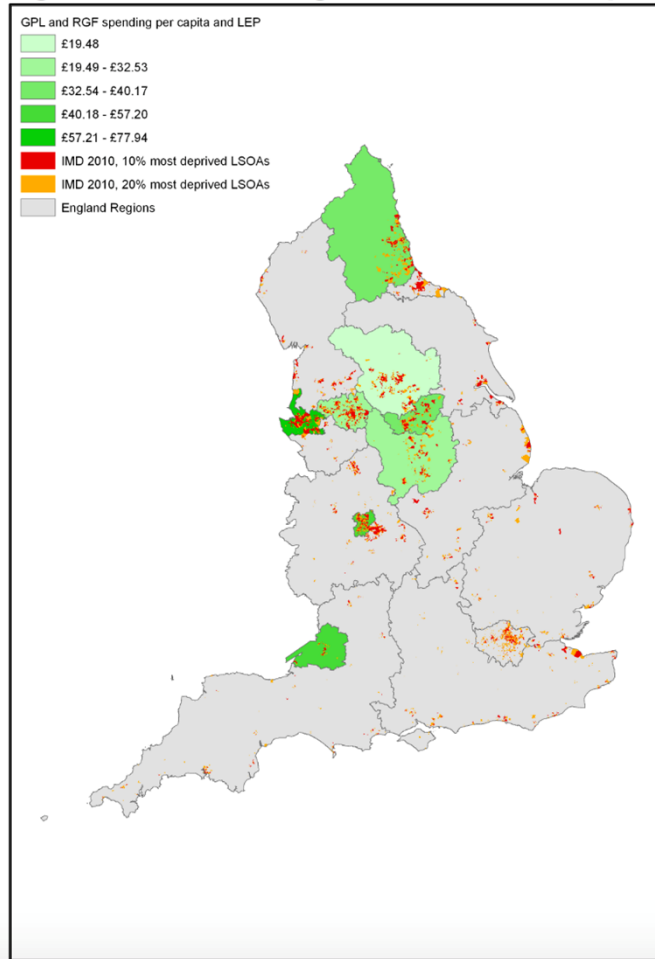 GPL and RGF spending per capita and LEP
£19.48
£19.49 - £32.53
£32.54 - £40.17
£40.18 - £57.20
£57.21 - £77.94
IMD 2010, 10% most deprived LSOAs
IMD 2010, 20% most deprived LSOAs
England Regions